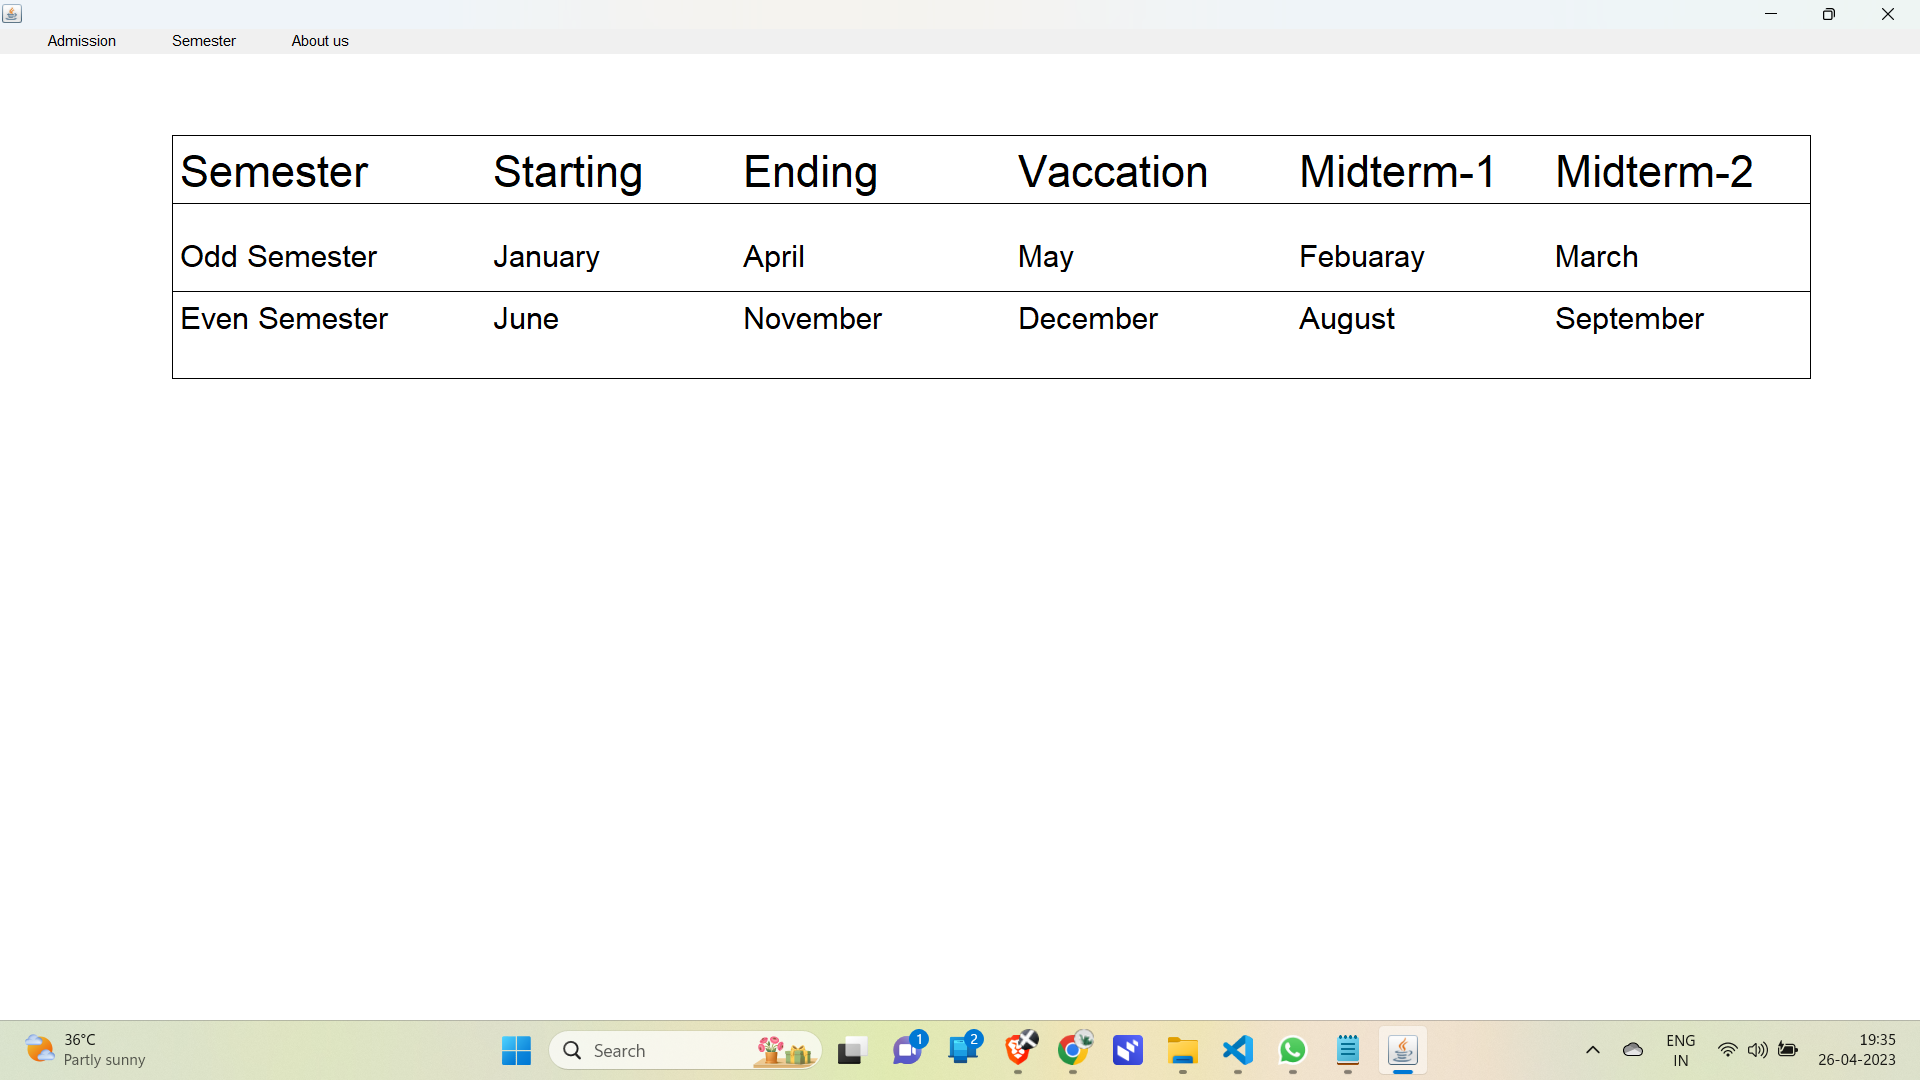 Admission Semester About us
Semester Starting Ending Vaccation Midterm-1 Midterm-2
Odd Semester January April May Febuaray March
Even Semester June November December August September
36°C
Partly sunny
Search
1
2
ENG
IN
19:35
26-04-2023